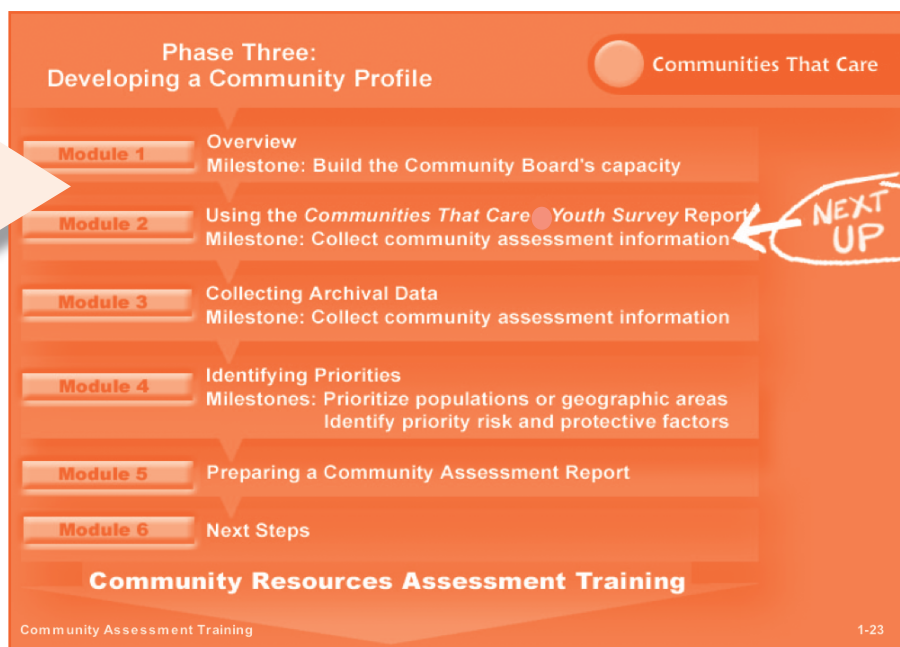 Phase Three:
Developing a Community Profile
Communities That Care
Module 1
Overview
Milestone: Build the Community Board's capacity
Module 2
Using the Communities That Care Youth Survey Report
Milestone: Collect community assessment information
NEXT
UP
Module 3
Collecting Archival Data
Milestone: Collect community assessment information
Module 4
Identifying Priorities
Milestones: Prioritize populations or geographic areas
Identify priority risk and protective factors
Module 5
Preparing a Community Assessment Report
Module 6
Next Steps
Community Resources Assessment Training
Community Assessment Training
1-23